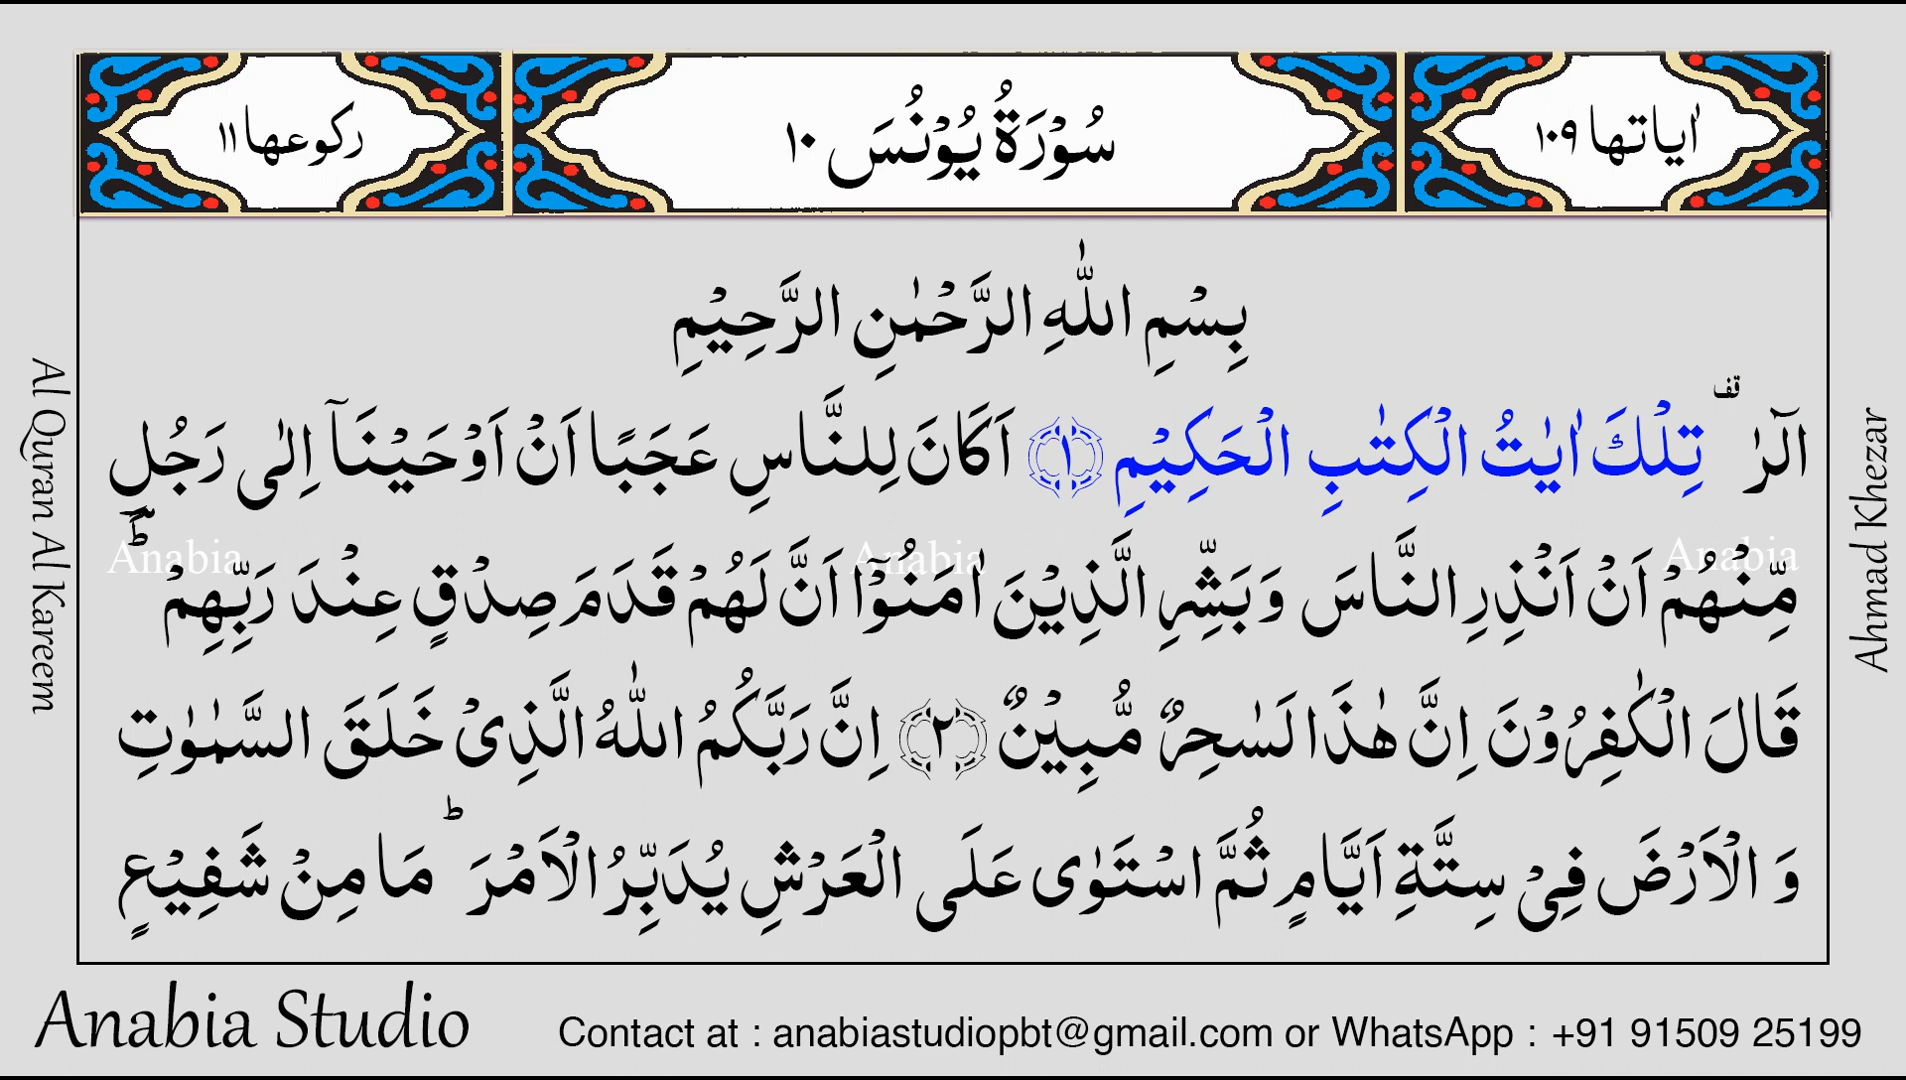 اٰیاتھا ١٠٩
سُوْرَةُ یُوْنُسَ ١٠
رکوعھا ١١
بِسْمِ اللّٰهِ الرَّحْمٰنِ الرَّحِیْمِ
الٓرٰ ۫ قف تِلْكَ اٰیٰتُ الْكِتٰبِ الْحَكِیْمِ ﴿١﴾ اَكَانَ لِلنَّاسِ عَجَبًا اَنْ اَوْحَیْنَاۤ اِلٰی رَجُلٍ
مِّنْهُمْ اَنْ اَنْذِرِ النَّاسَ وَبَشِّرِ الَّذِیْنَ اٰمَنُوْۤا اَنَّ لَهُمْ قَدَمَ صِدْقٍ عِنْدَ رَبِّهِمْ ؕ
قَالَ الْكٰفِرُوْنَ اِنَّ هٰذَا لَسٰحِرٌ مُّبِیْنٌ ﴿٢﴾ اِنَّ رَبَّكُمُ اللّٰهُ الَّذِیْ خَلَقَ السَّمٰوٰتِ
وَ الْاَرْضَ فِیْ سِتَّةِ اَیَّامٍ ثُمَّ اسْتَوٰی عَلَی الْعَرْشِ یُدَبِّرُ الْاَمْرَ ؕ مَا مِنْ شَفِیْعٍ
Anabia Anabia Anabia
Al Quran Al Kareem
Ahmad Khezar
Anabia Studio
Contact at : anabiastudiopbt@gmail.com or WhatsApp : +91 91509 25199